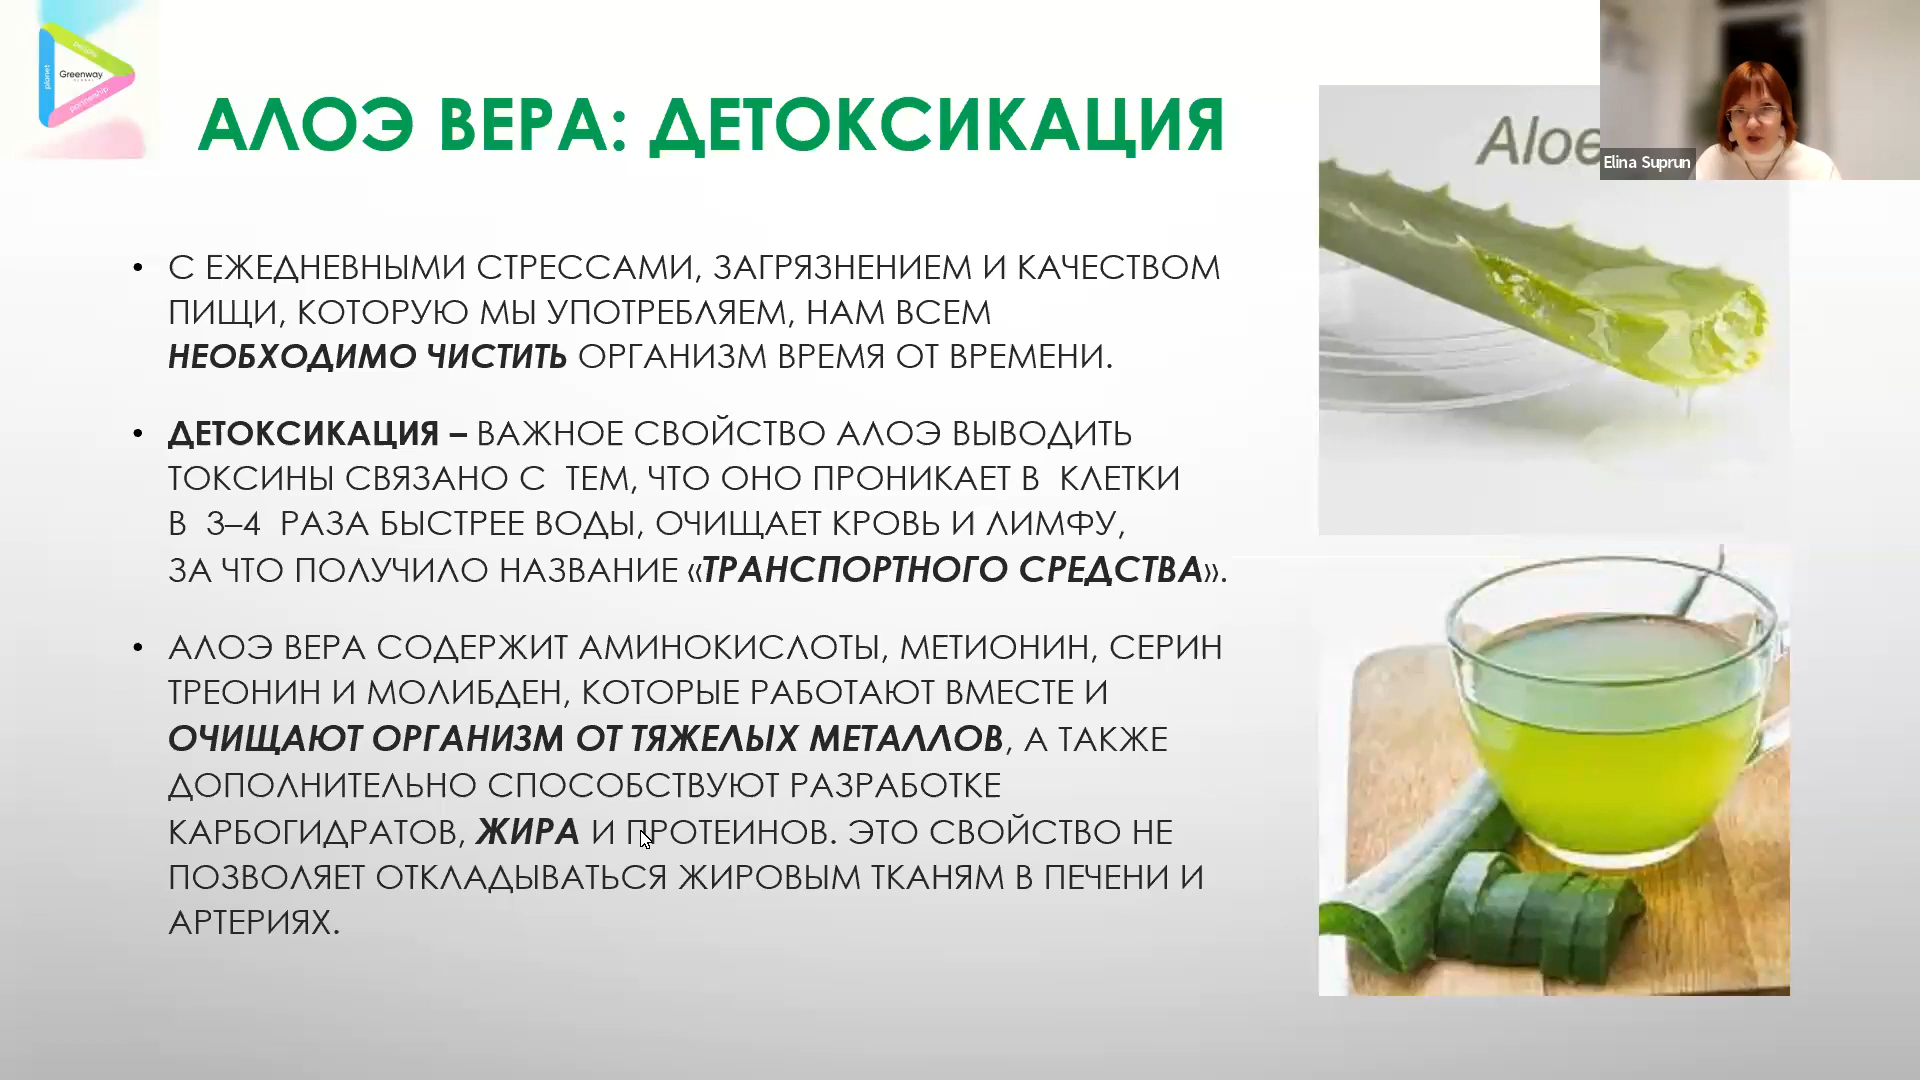 planet
people
Greenway
GLOBAL
partnership
АЛОЭ ВЕРА: ДЕТОКСИКАЦИЯ
Aloe
Elina Suprun
• С ЕЖЕДНЕВНЫМИ СТРЕССАМИ, ЗАГРЯЗНЕНИЕМ И КАЧЕСТВОМ
ПИЩИ, КОТОРУЮ МЫ УПОТРЕБЛЯЕМ, НАМ ВСЕМ
НЕОБХОДИМО ЧИСТИТЬ ОРГАНИЗМ ВРЕМЯ ОТ ВРЕМЕНИ.
• ДЕТОКСИКАЦИЯ – ВАЖНОЕ СВОЙСТВО АЛОЭ ВЫВОДИТЬ
ТОКСИНЫ СВЯЗАНО С ТЕМ, ЧТО ОНО ПРОНИКАЕТ В КЛЕТКИ
В 3–4 РАЗА БЫСТРЕЕ ВОДЫ, ОЧИЩАЕТ КРОВЬ И ЛИМФУ,
ЗА ЧТО ПОЛУЧИЛО НАЗВАНИЕ «ТРАНСПОРТНОГО СРЕДСТВА».
• АЛОЭ ВЕРА СОДЕРЖИТ АМИНОКИСЛОТЫ, МЕТИОНИН, СЕРИН
ТРЕОНИН И МОЛИБДЕН, КОТОРЫЕ РАБОТАЮТ ВМЕСТЕ И
ОЧИЩАЮТ ОРГАНИЗМ ОТ ТЯЖЕЛЫХ МЕТАЛЛОВ, А ТАКЖЕ
ДОПОЛНИТЕЛЬНО СПОСОБСТВУЮТ РАЗРАБОТКЕ
КАРБОГИДРАТОВ, ЖИРА И ПРОТЕИНОВ. ЭТО СВОЙСТВО НЕ
ПОЗВОЛЯЕТ ОТКЛАДЫВАТЬСЯ ЖИРОВЫМ ТКАНЯМ В ПЕЧЕНИ И
АРТЕРИЯХ.